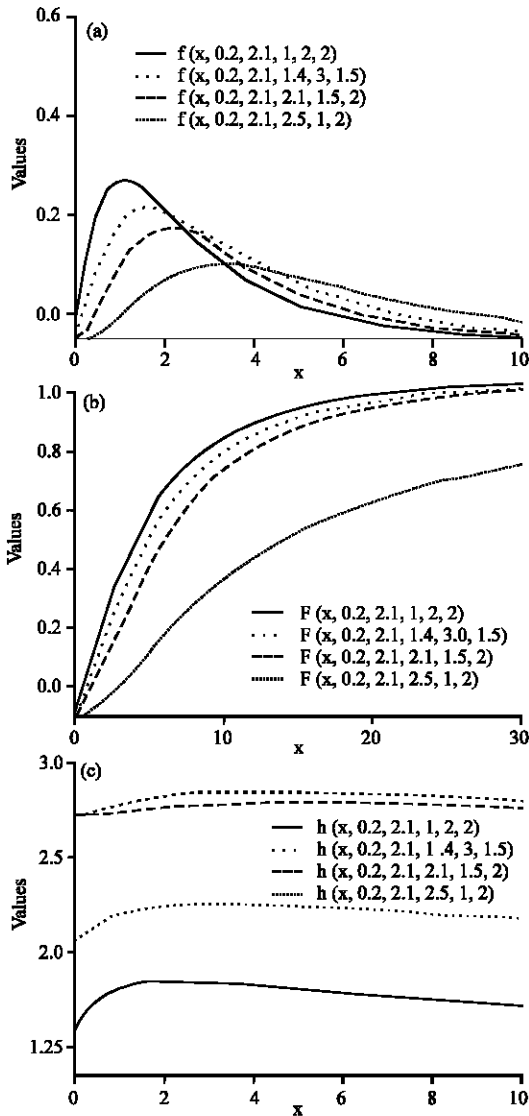 (a)
f (x, 0.2, 2.1, 1, 2, 2)
f (x, 0.2, 2.1, 1.4, 3, 1.5)
f (x, 0.2, 2.1, 2.1, 1.5, 2)
f (x, 0.2, 2.1, 2.5, 1, 2)
Values
0.6
0.4
0.2
0.0
0 2 4 6 8 10
x
(b)
Values
1.0
0.8
0.6
0.4
0.2
0.0
F (x, 0.2, 2.1, 1, 2, 2)
F (x, 0.2, 2.1, 1.4, 3.0, 1.5)
F (x, 0.2, 2.1, 2.1, 1.5, 2)
F (x, 0.2, 2.1, 2.5, 1, 2)
0 10 20 30
x
(c)
Values
3.0
2.5
2.0
1.25
h (x, 0.2, 2.1, 1, 2, 2)
h (x, 0.2, 2.1, 1 .4, 3, 1.5)
h (x, 0.2, 2.1, 2.1, 1.5, 2)
h (x, 0.2, 2.1, 2.5, 1, 2)
0 2 4 6 8 10
x